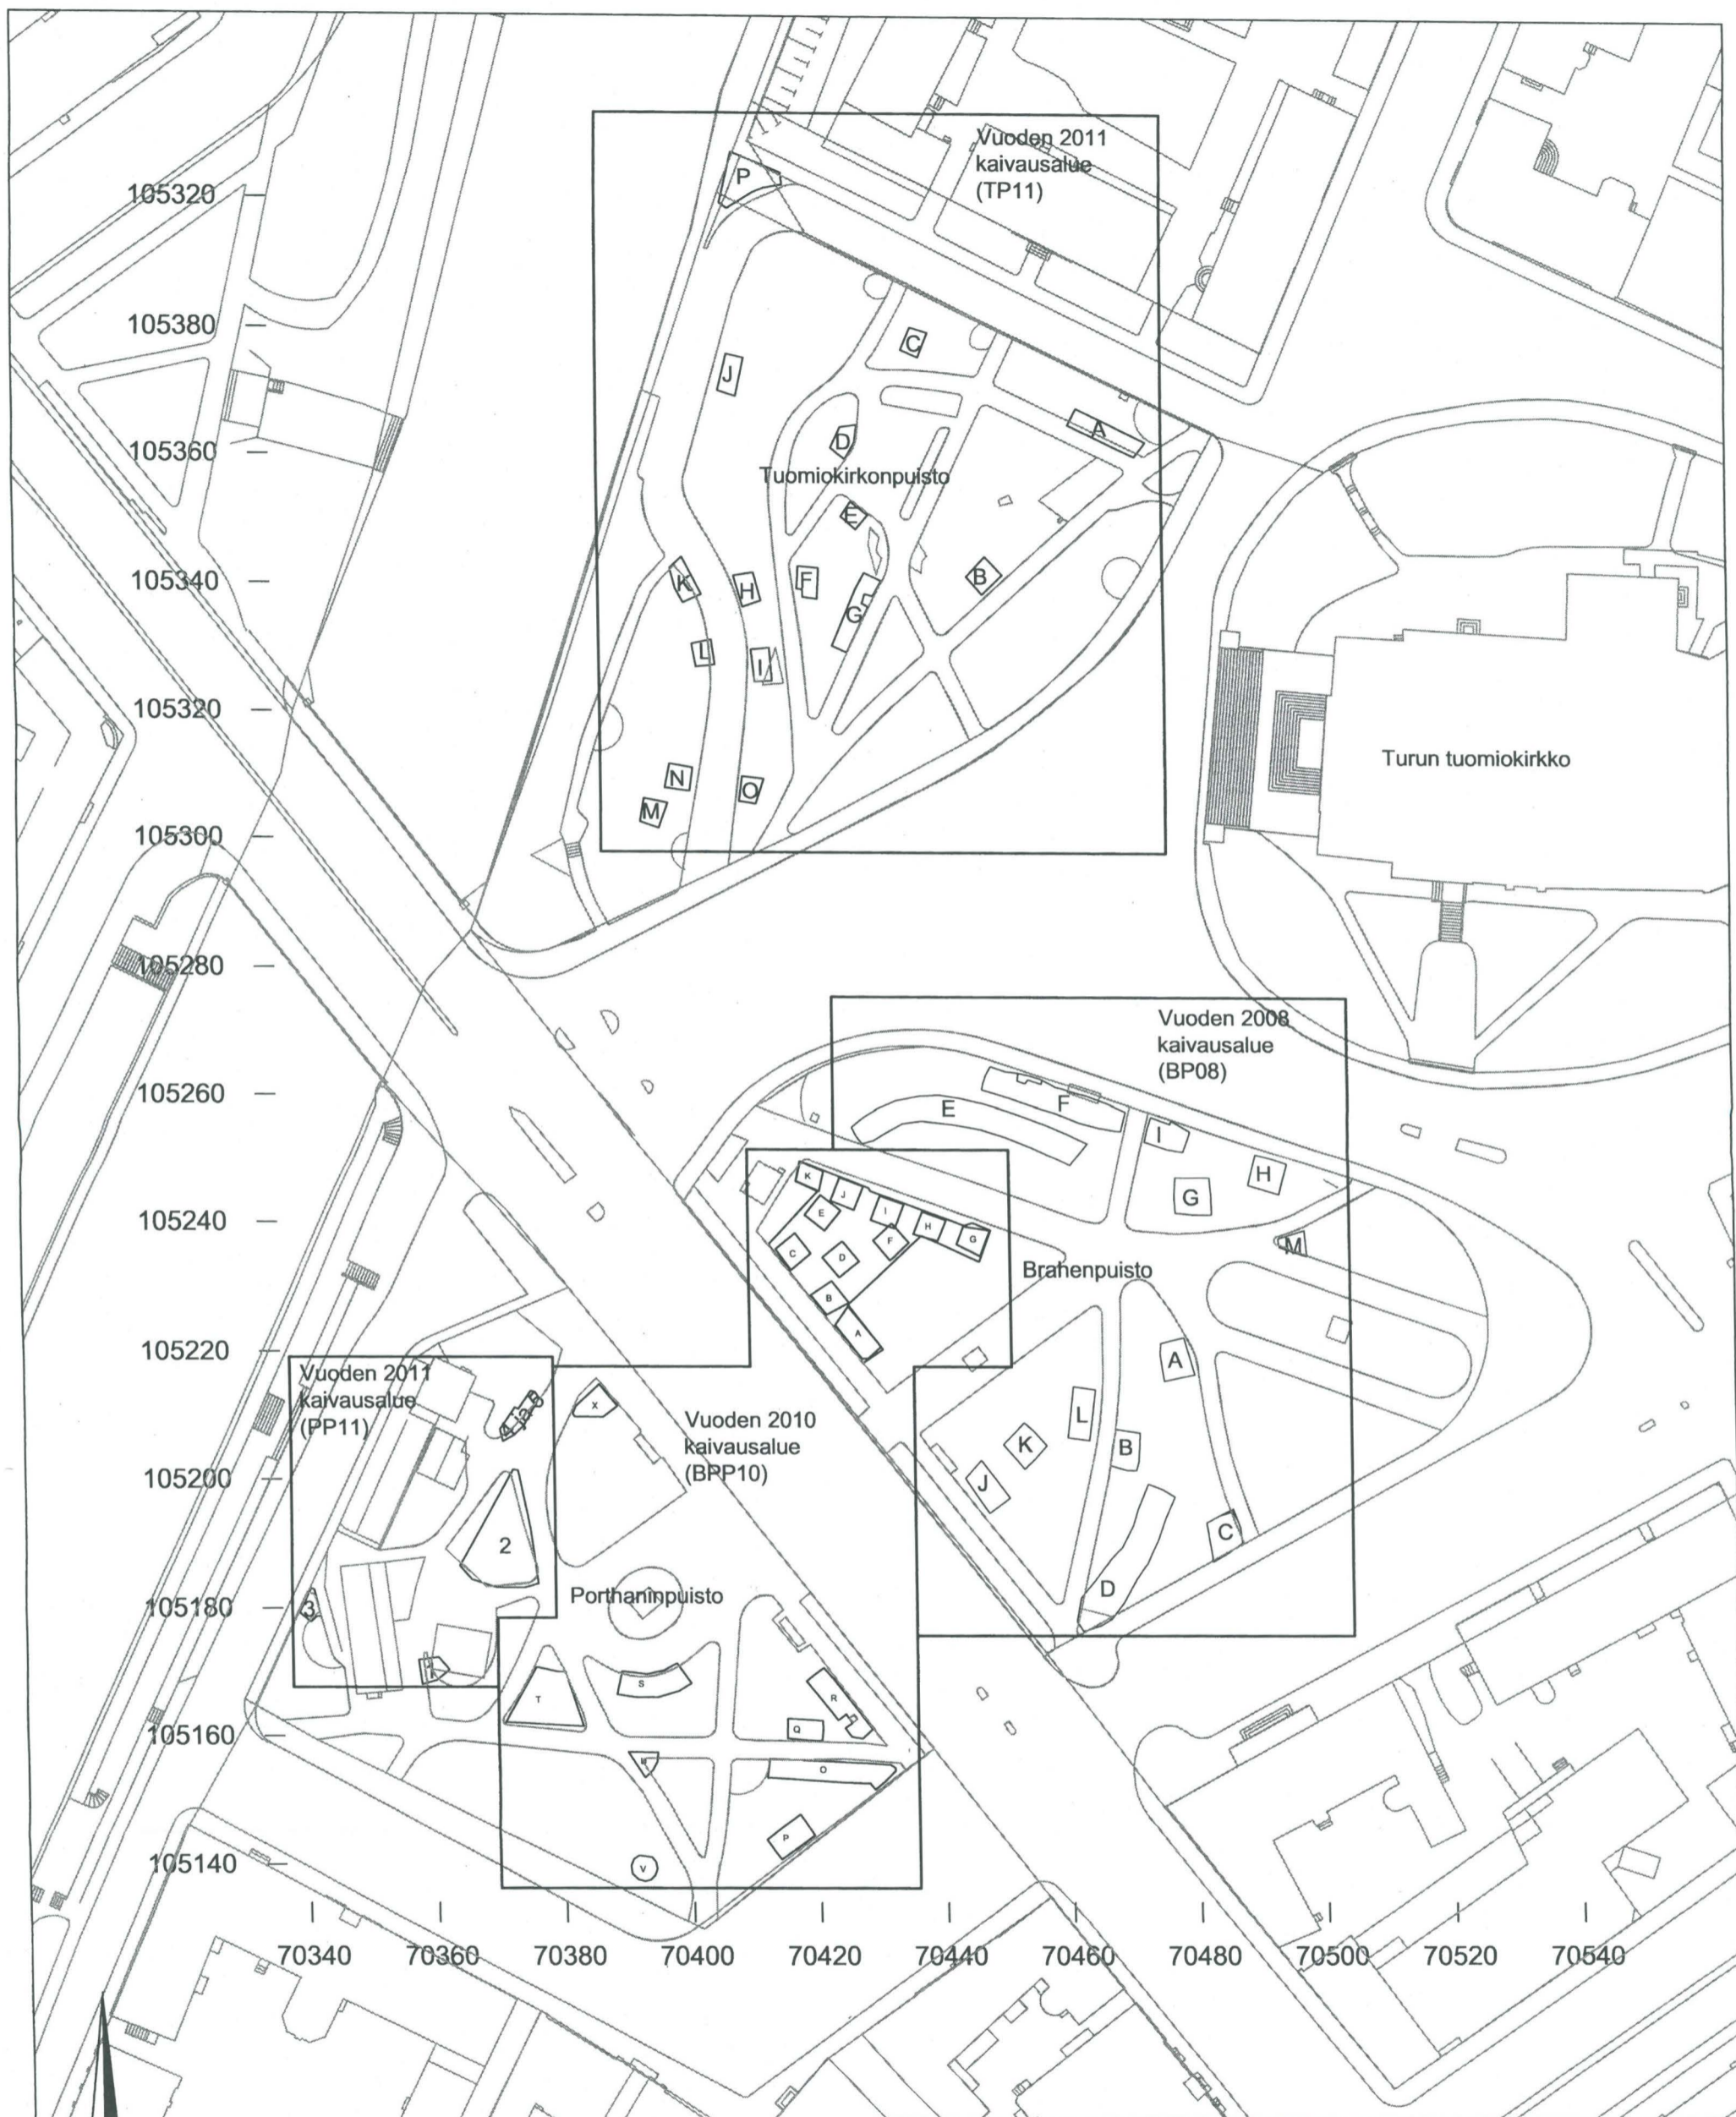 Vuoden 2011
kaivausalue
(TP11)
P
105320
105380
C
J
A
D
105360
Tuomiokirkonpuisto
E
105340
K
H
F
B
G
L
I
105320
Turun tuomiokirkko
N
O
M
105300
105280
Vuoden 2008
kaivausalue
(BP08)
105260
E
F
I
H
G
K
J
E
I
H
G
F
105240
C
D
M
Brahenpuisto
B
A
105220
A
Vuoden 2011
kaivausalue
(PP11)
X
Vuoden 2010
kaivausalue
(BPP10)
L
K
B
J
105200
C
2
D
Porthaninpuisto
3
105180
1
S
T
R
Q
105160
O
P
V
105140
70340
70360
70380
70400
70420
70440
70460
70480
70500
70520
70540